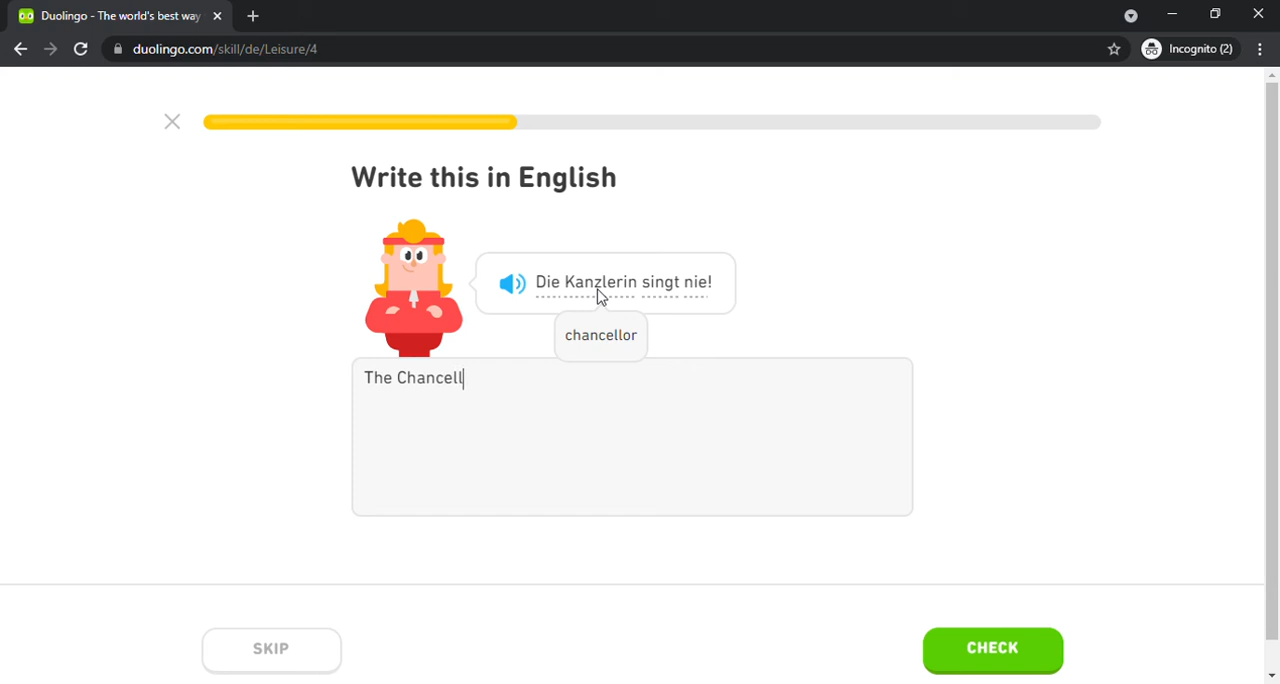 Duolingo - The world's best way
duolingo.com/skill/de/Leisure/4
Incognito (2)
Write this in English
Die Kanzlerin singt nie!
chancellor
The Chancell
SKIP
CHECK